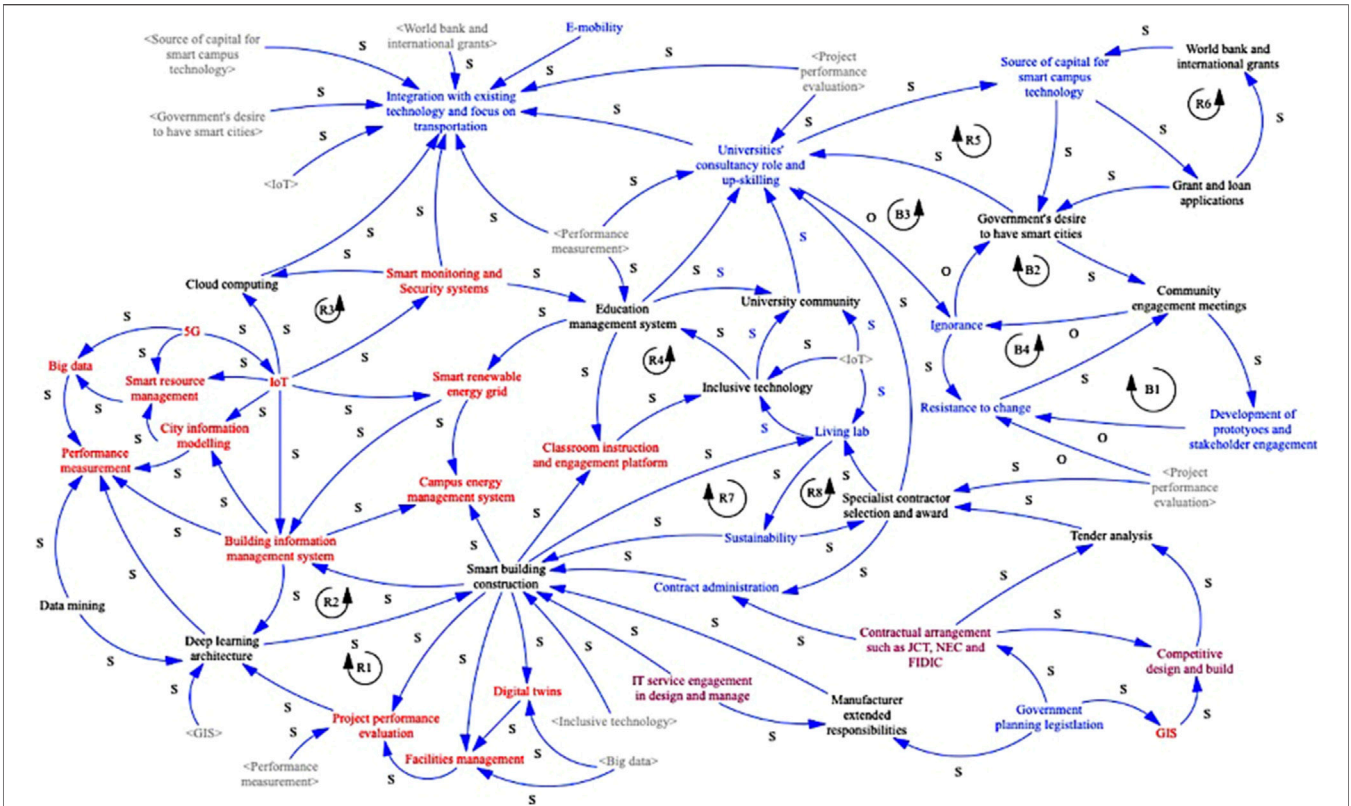 <Source of capital for
smart campus
technology>
<World bank and
international grants>
E-mobility
<Project
performance
evaluation>
Source of capital for
smart campus
technology
World bank and
international grants
<Government's desire
to have smart cities>
Integration with existing
technology and focus on
transportation
R6
<IoT>
Universities'
consultancy role and
up-skilling
R5
Grant and loan
applications
<Performance
measurement>
B3
Government's desire
to have smart cities
Cloud computing
Smart monitoring and
Security systems
B2
R3
Education
management system
University community
Community
engagement meetings
5G
Ignorance
B4
Big data
Smart resource
management
IoT
Smart renewable
energy grid
R4
Inclusive technology
<IoT>
B1
City information
modelling
Resistance to change
Development of
prototyoes and
stakeholder engagement
Performance
measurement
Classroom instruction
and engagement platform
Living lab
Campus energy
management system
R7
R8
Specialist contractor
selection and award
<Project
performance
evaluation>
Building information
management system
Sustainability
Tender analysis
Smart building
construction
Contract administration
Data mining
R2
Deep learning
architecture
R1
Contractual arrangement
such as JCT, NEC and
FIDIC
Competitive
design and build
IT service engagement
in design and manage
Digital twins
Manufacturer
extended
responsibilities
Government
planning legistlation
GIS
<GIS>
Project performance
evaluation
<Inclusive technology>
<Performance
measurement>
Facilities management
<Big data>
S
O